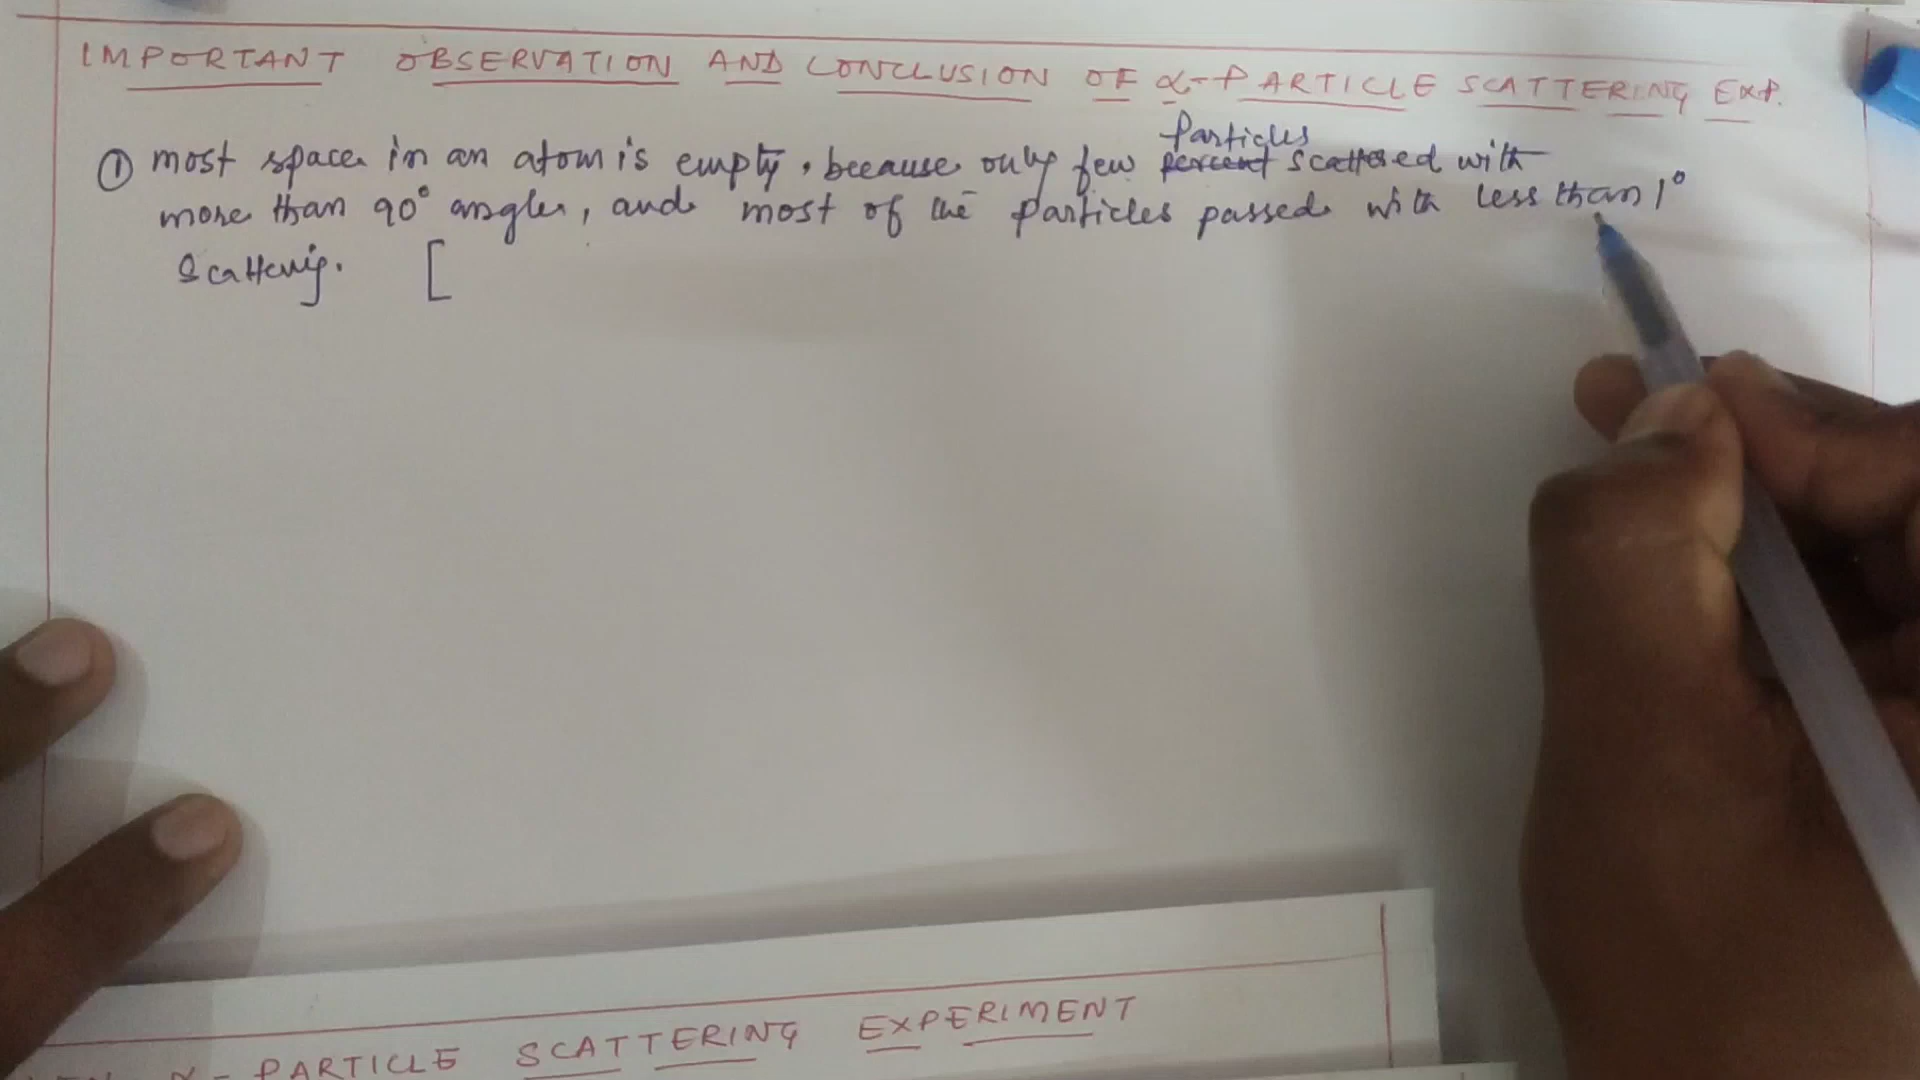 IMPORTANT OBSERVATION AND CONCLUSION OF α-PARTICLE SCATTERING EXP.
Particles
① most space in an atom is empty, because only few percent scattered with
more than 90° angles, and most of the particles passed with less than 1°
Scattering. [
α - PARTICLE SCATTERING EXPERIMENT